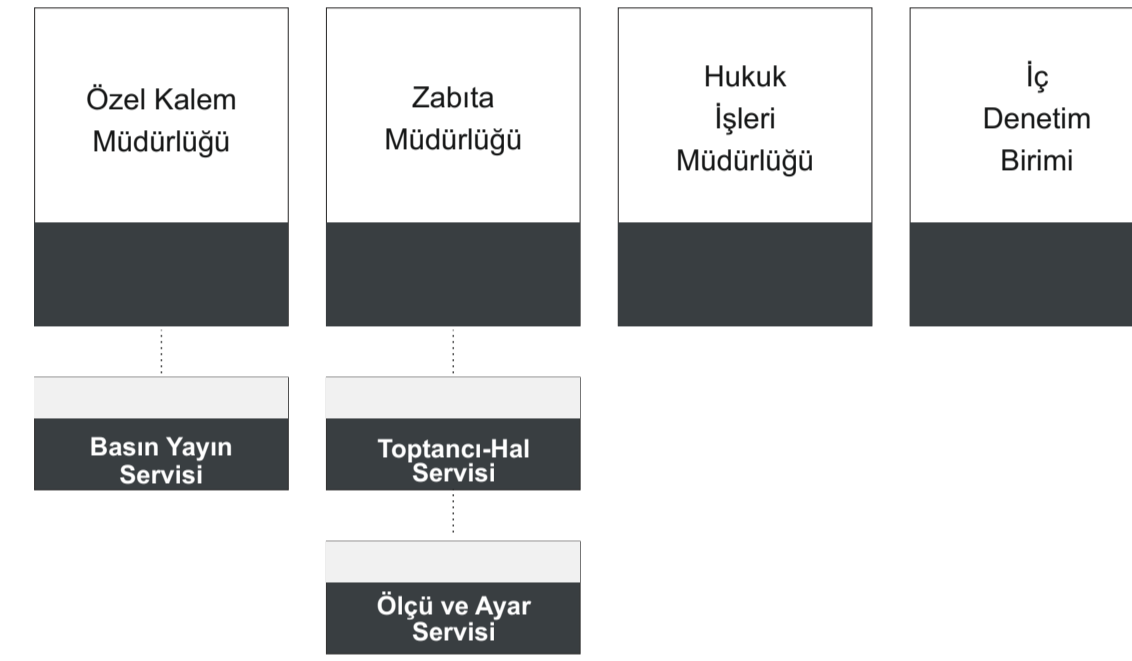 Özel Kalem
Müdürlüğü
Zabıta
Müdürlüğü
Hukuk
İşleri
Müdürlüğü
İç
Denetim
Birimi
Basın Yayın
Servisi
Toptancı-Hal
Servisi
Ölçü ve Ayar
Servisi